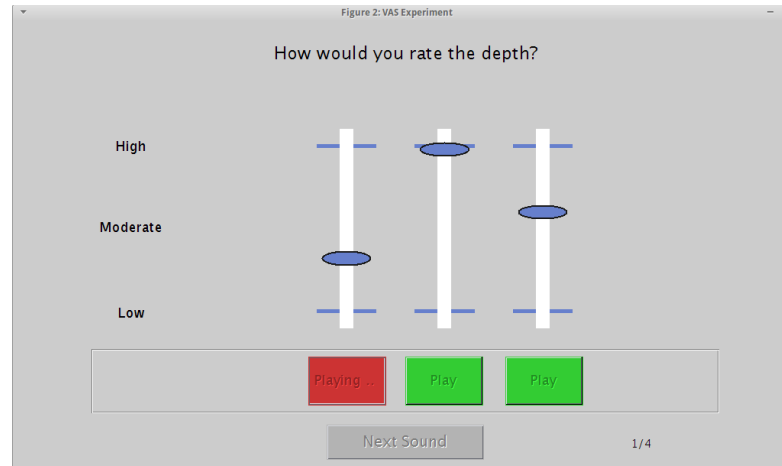 Figure 2: VAS Experiment
How would you rate the depth?
High
Moderate
Low
Playing ..
Play
Play
Next Sound
1/4